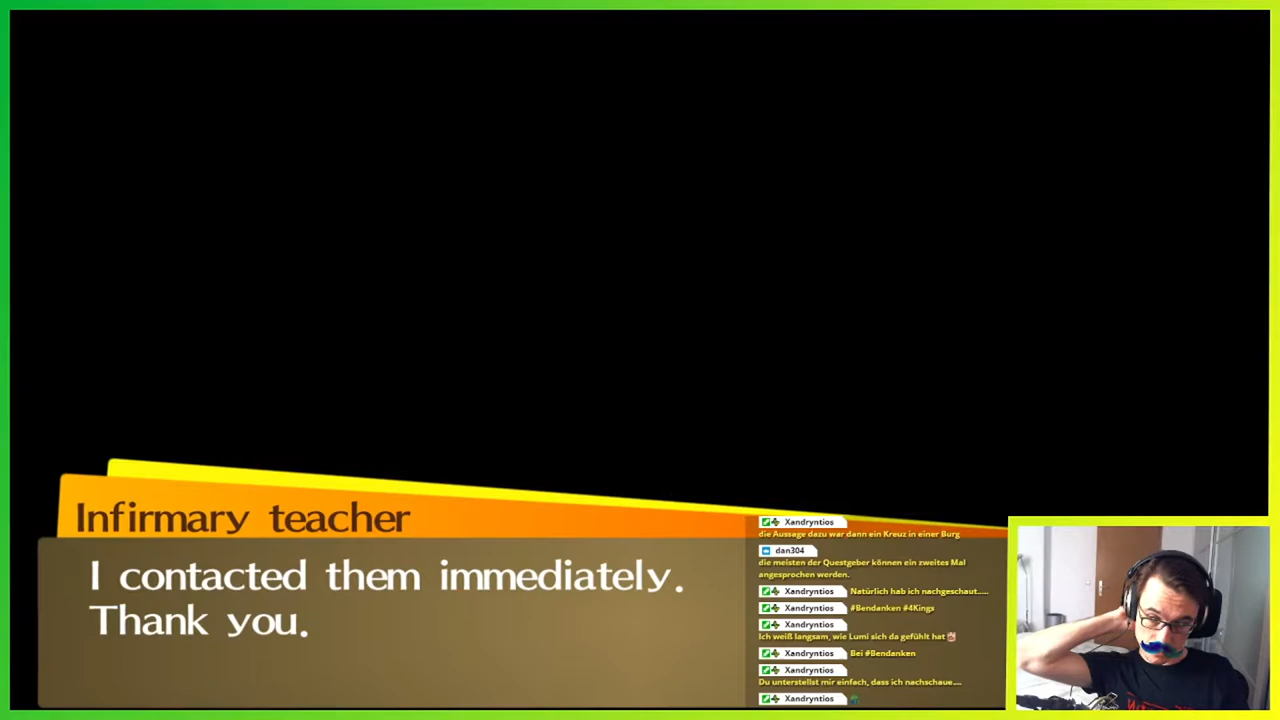 Infirmary teacher
I contacted them immediately.
Thank you.
Xandryntios
die Aussage dazu war dann ein Kreuz in einer Burg
dan304
die meisten der Questgeber können ein zweites Mal
angesprochen werden.
Xandryntios Natürlich hab ich nachgeschaut.....
Xandryntios #Bendanken #4Kings
Xandryntios
Ich weiß langsam, wie Lumi sich da gefühlt hat
Xandryntios Bei #Bendanken
Xandryntios
Du unterstellst mir einfach, dass ich nachschaue....
Xandryntios